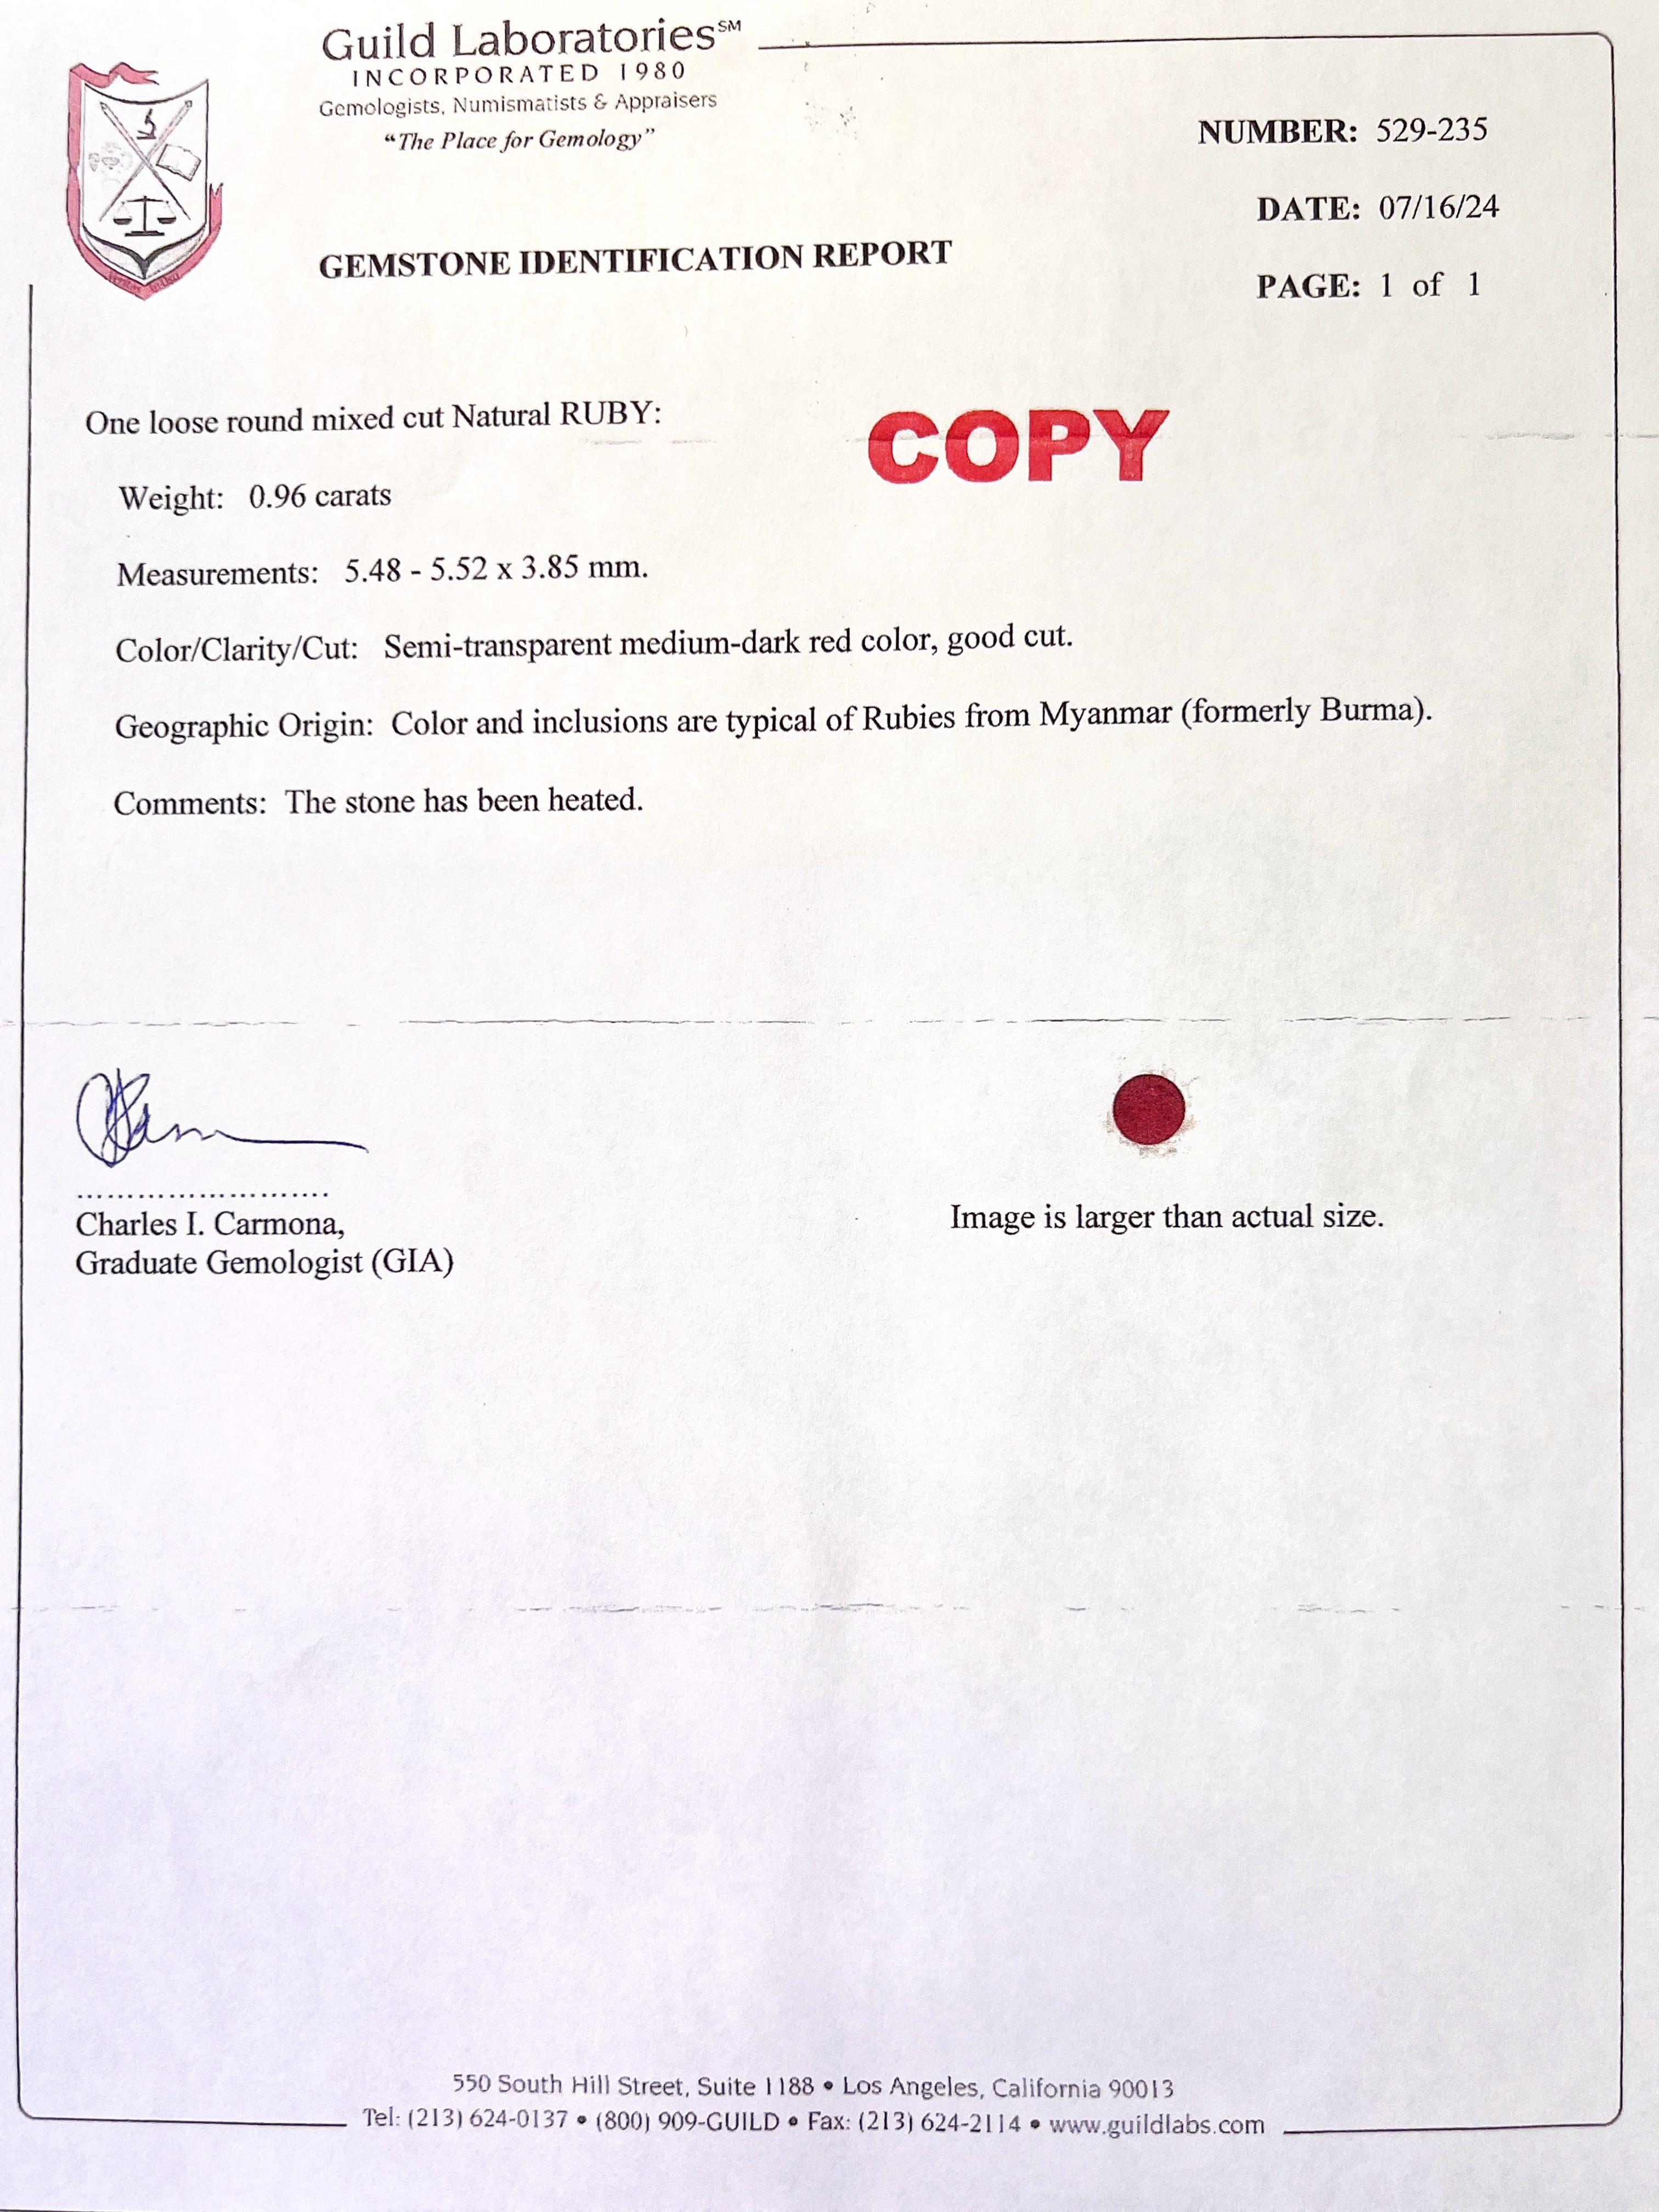 Guild Laboratories℠
INCORPORATED 1980
Gemologists, Numismatists & Appraisers
“The Place for Gemology”
NUMBER: 529-235
DATE: 07/16/24
PAGE: 1 of 1
GEMSTONE IDENTIFICATION REPORT
One loose round mixed cut Natural RUBY:
COPY
Weight: 0.96 carats
Measurements: 5.48 - 5.52 x 3.85 mm.
Color/Clarity/Cut: Semi-transparent medium-dark red color, good cut.
Geographic Origin: Color and inclusions are typical of Rubies from Myanmar (formerly Burma).
Comments: The stone has been heated.
Charles I. Carmona,
Graduate Gemologist (GIA)
Image is larger than actual size.
550 South Hill Street, Suite 1188 • Los Angeles, California 90013
Tel: (213) 624-0137 • (800) 909-GUILD • Fax: (213) 624-2114 • www.guildlabs.com